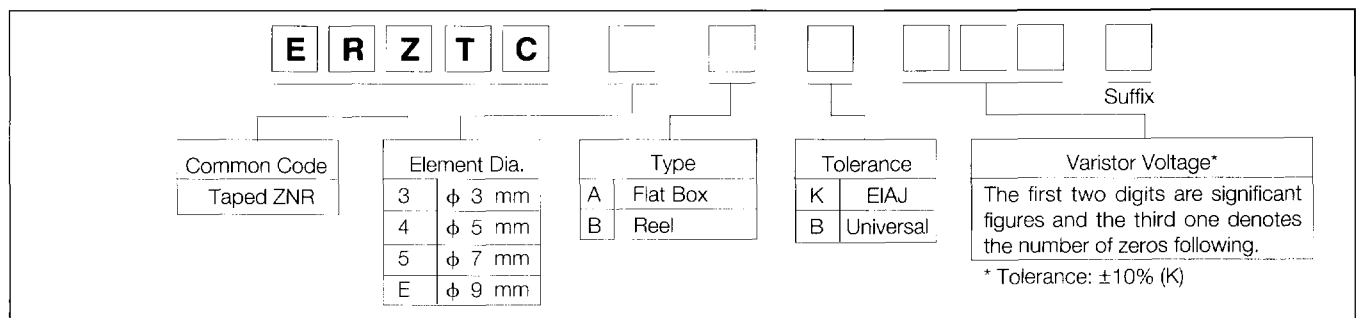 E R Z T C
Suffix
Common Code
Taped ZNR
Element Dia.
3 ϕ 3 mm
4 ϕ 5 mm
5 ϕ 7 mm
E ϕ 9 mm
Type
A Flat Box
B Reel
Tolerance
K EIAJ
B Universal
Varistor Voltage*
The first two digits are significant
figures and the third one denotes
the number of zeros following.
* Tolerance: ±10% (K)